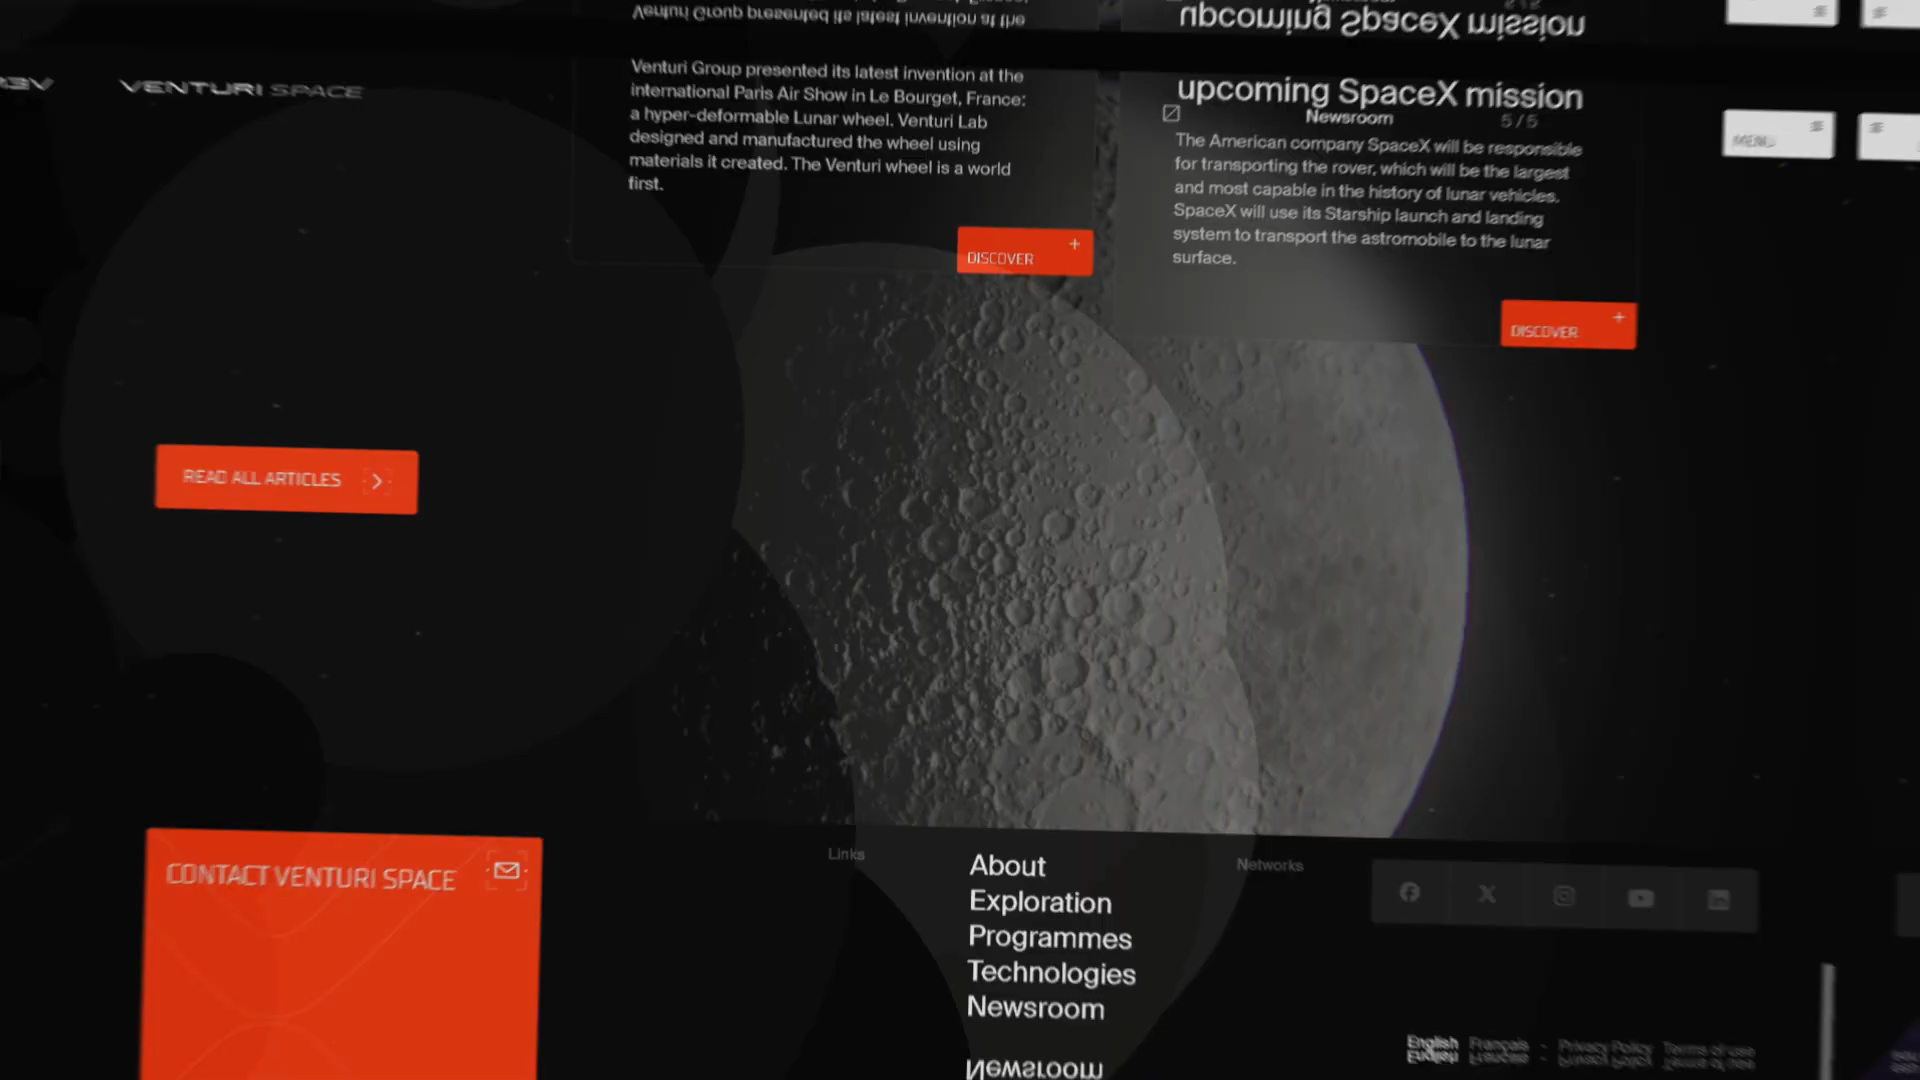 upcoming SpaceX mission
Venturi Group presented its latest invention at the
VENTURI SPACE
Venturi Group presented its latest invention at the
international Paris Air Show in Le Bourget, France:
a hyper-deformable Lunar wheel. Venturi Lab
designed and manufactured the wheel using
materials it created. The Venturi wheel is a world
first.
DISCOVER
upcoming SpaceX mission
Newsroom
5/5
The American company SpaceX will be responsible
for transporting the rover, which will be the largest
and most capable in the history of lunar vehicles.
SpaceX will use its Starship launch and landing
system to transport the astromobile to the lunar
surface.
DISCOVER
MENU
READ ALL ARTICLES
CONTACT VENTURI SPACE
Links
About
Exploration
Programmes
Technologies
Newsroom
Newsroom
Networks
English Français - Privacy Policy Terms of use